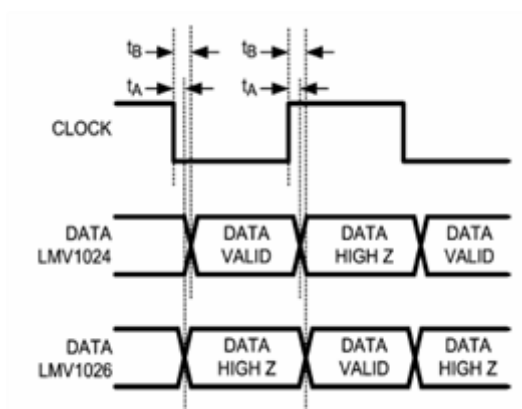 tB tB
tA tA
CLOCK
DATA DATA DATA DATA
LMV1024 VALID HIGH Z VALID
DATA DATA DATA DATA
LMV1026 HIGH Z VALID HIGH Z